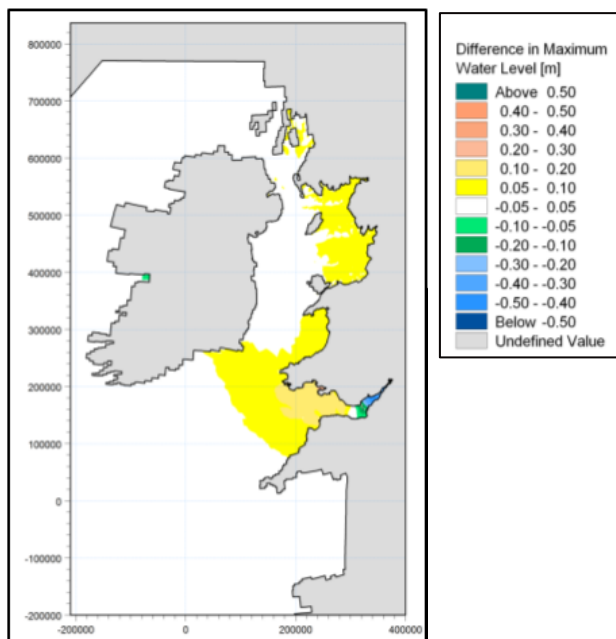 800000
700000
600000
500000
400000
300000
200000
100000
0
-100000
-200000
-200000 0 200000 400000
Difference in Maximum
Water Level [m]
Above 0.50
0.40 - 0.50
0.30 - 0.40
0.20 - 0.30
0.10 - 0.20
0.05 - 0.10
-0.05 - 0.05
-0.10 - -0.05
-0.20 - -0.10
-0.30 - -0.20
-0.40 - -0.30
-0.50 - -0.40
Below -0.50
Undefined Value